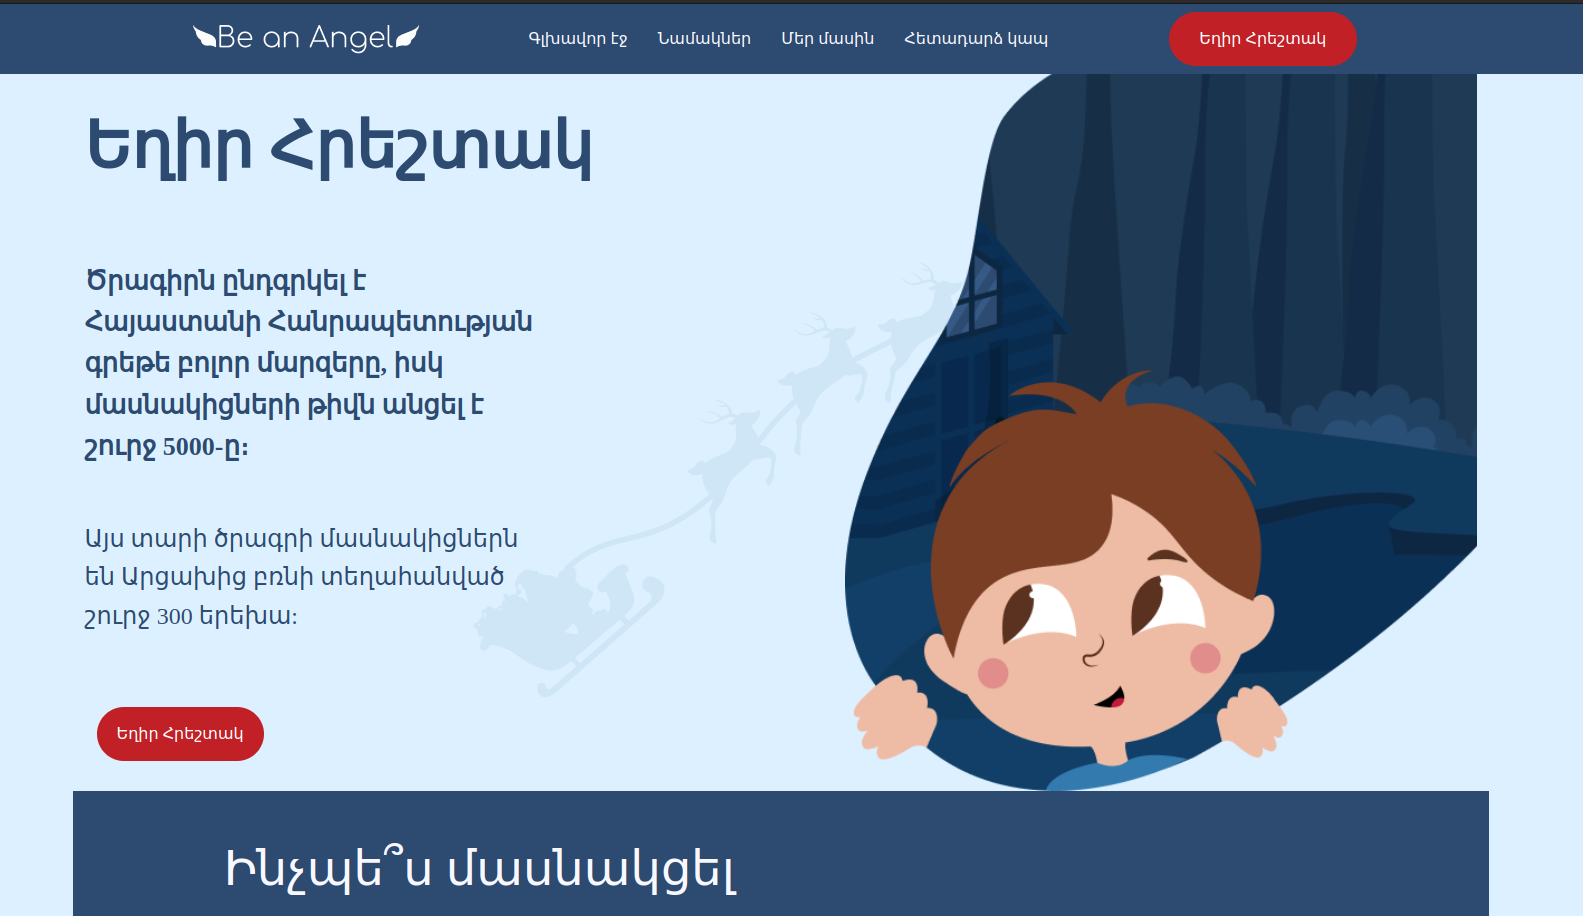 Be an Angel
Գլխավոր էջ
Նամակներ
Մեր մասին
Հետադարձ կապ
Եղիր Հրեշտակ
Եղիր Հրեշտակ
Ծրագիրն ընդգրկել է
Հայաստանի Հանրապետության
գրեթե բոլոր մարզերը, իսկ
մասնակիցների թիվն անցել է
շուրջ 5000-ը։
Այս տարի ծրագրի մասնակիցներն
են Արցախից բռնի տեղահանված
շուրջ 300 երեխա։
Եղիր Հրեշտակ
Ինչպե՞ս մասնակցել